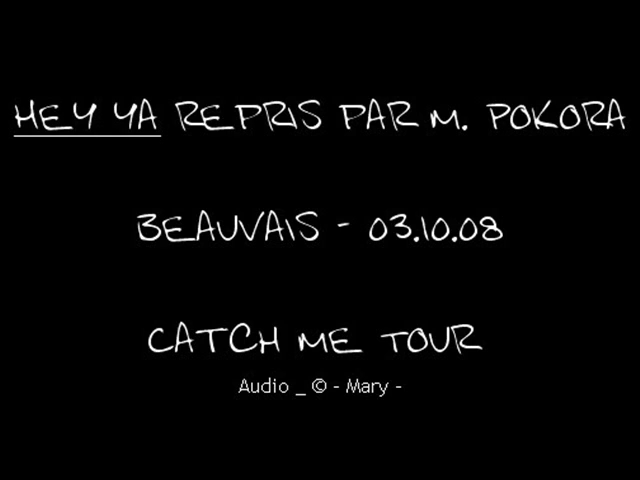 HEY YA REPRIS PAR M. POKORA
BEAUVAIS - 03.10.08
CATCH ME TOUR
Audio _ © - Mary -